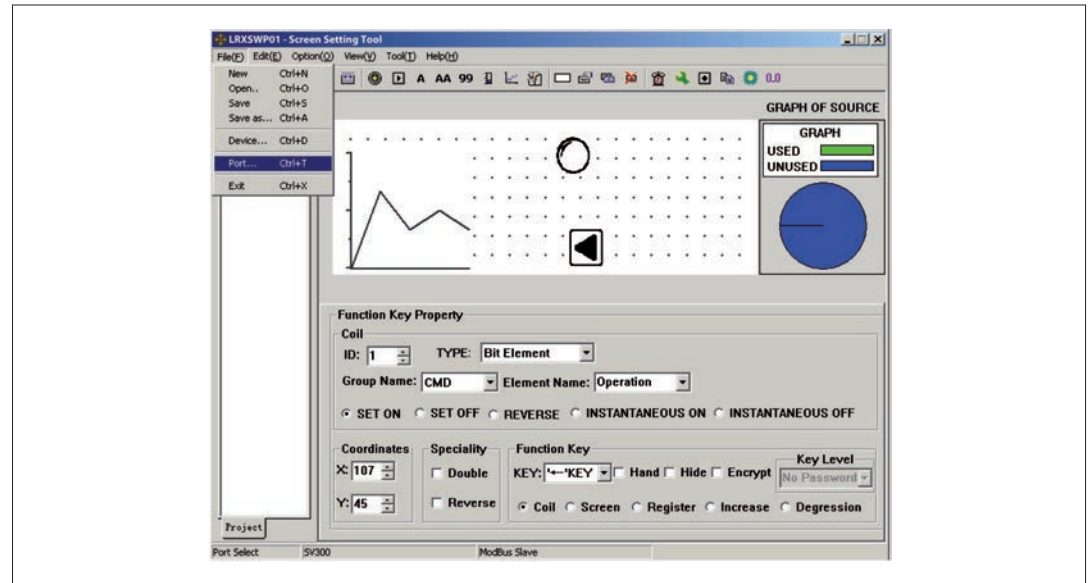 LRXSWP01 - Screen Setting Tool
File(F) Edit(E) Option(O) View(V) Tool(T) Help(H)
New Ctrl+N
Open.. Ctrl+O
Save Ctrl+S
Save as... Ctrl+A
Device... Ctrl+D
Port... Ctrl+T
Exit Ctrl+X
A AA 99 0.0
GRAPH OF SOURCE
GRAPH
USED
UNUSED
Function Key Property
Coil
ID: 1 TYPE: Bit Element
Group Name: CMD Element Name: Operation
SET ON SET OFF REVERSE INSTANTANEOUS ON INSTANTANEOUS OFF
Coordinates Speciality Function Key
Key Level
X: 107 Double KEY: '←'KEY Hand Hide Encrypt No Password
Y: 45 Reverse Coil Screen Register Increase Degression
Project
Port Select SV300 ModBus Slave